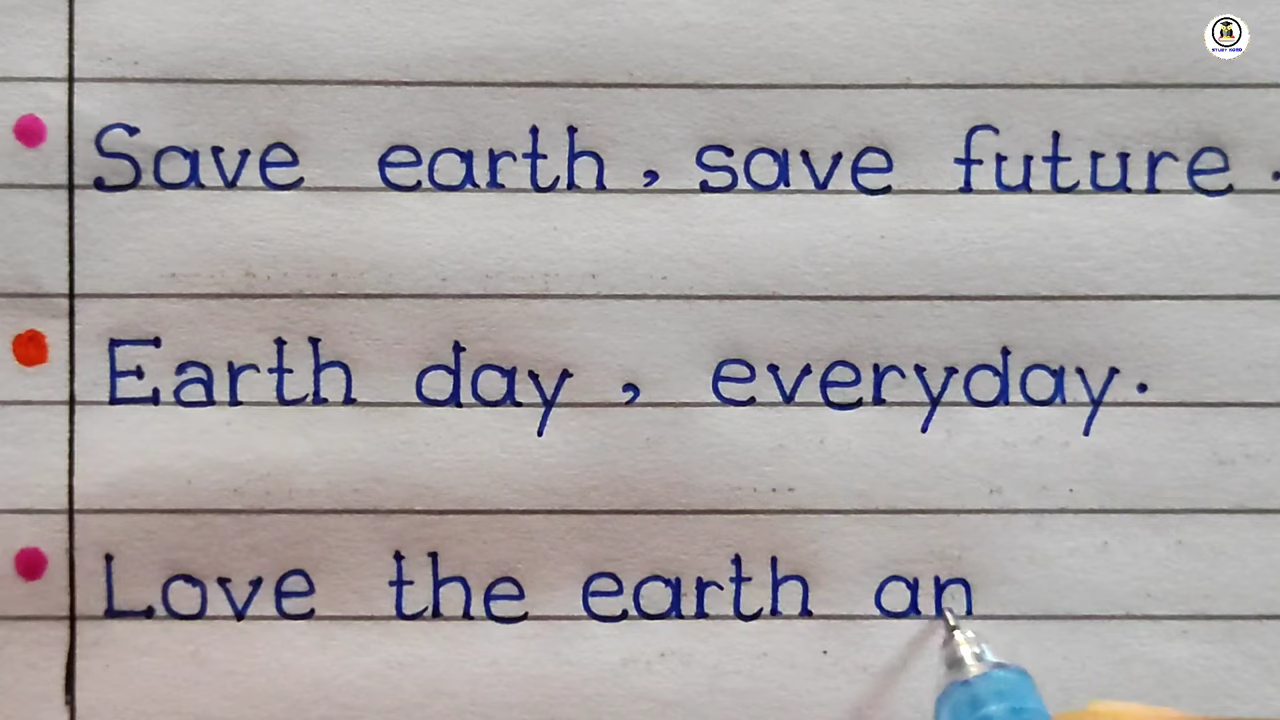 Save earth, save future.
Earth day, everyday.
Love the earth an